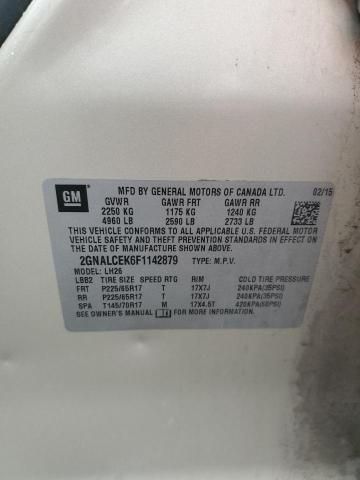 GM
MFD BY GENERAL MOTORS OF CANADA LTD. 02/15
GVWR GAWR FRT GAWR RR
2250 KG 1175 KG 1240 KG
4960 LB 2590 LB 2733 LB
THIS VEHICLE CONFORMS TO ALL APPLICABLE U.S. FEDERAL MOTOR
VEHICLE SAFETY AND THEFT PREVENTION STANDARDS IN EFFECT
ON THE DATE OF MANUFACTURE SHOWN ABOVE.
2GNALCEK6F1142879 TYPE: M.P.V.
MODEL: LH26
LBB2 TIRE SIZE SPEED RTG RIM COLD TIRE PRESSURE
FRT P225/65R17 T 17X7J 240KPA(35PSI)
RR P225/65R17 T 17X7J 240KPA(35PSI)
SPA T145/70R17 M 17X4.5T 420KPA(60PSI)
SEE OWNER'S MANUAL FOR MORE INFORMATION.